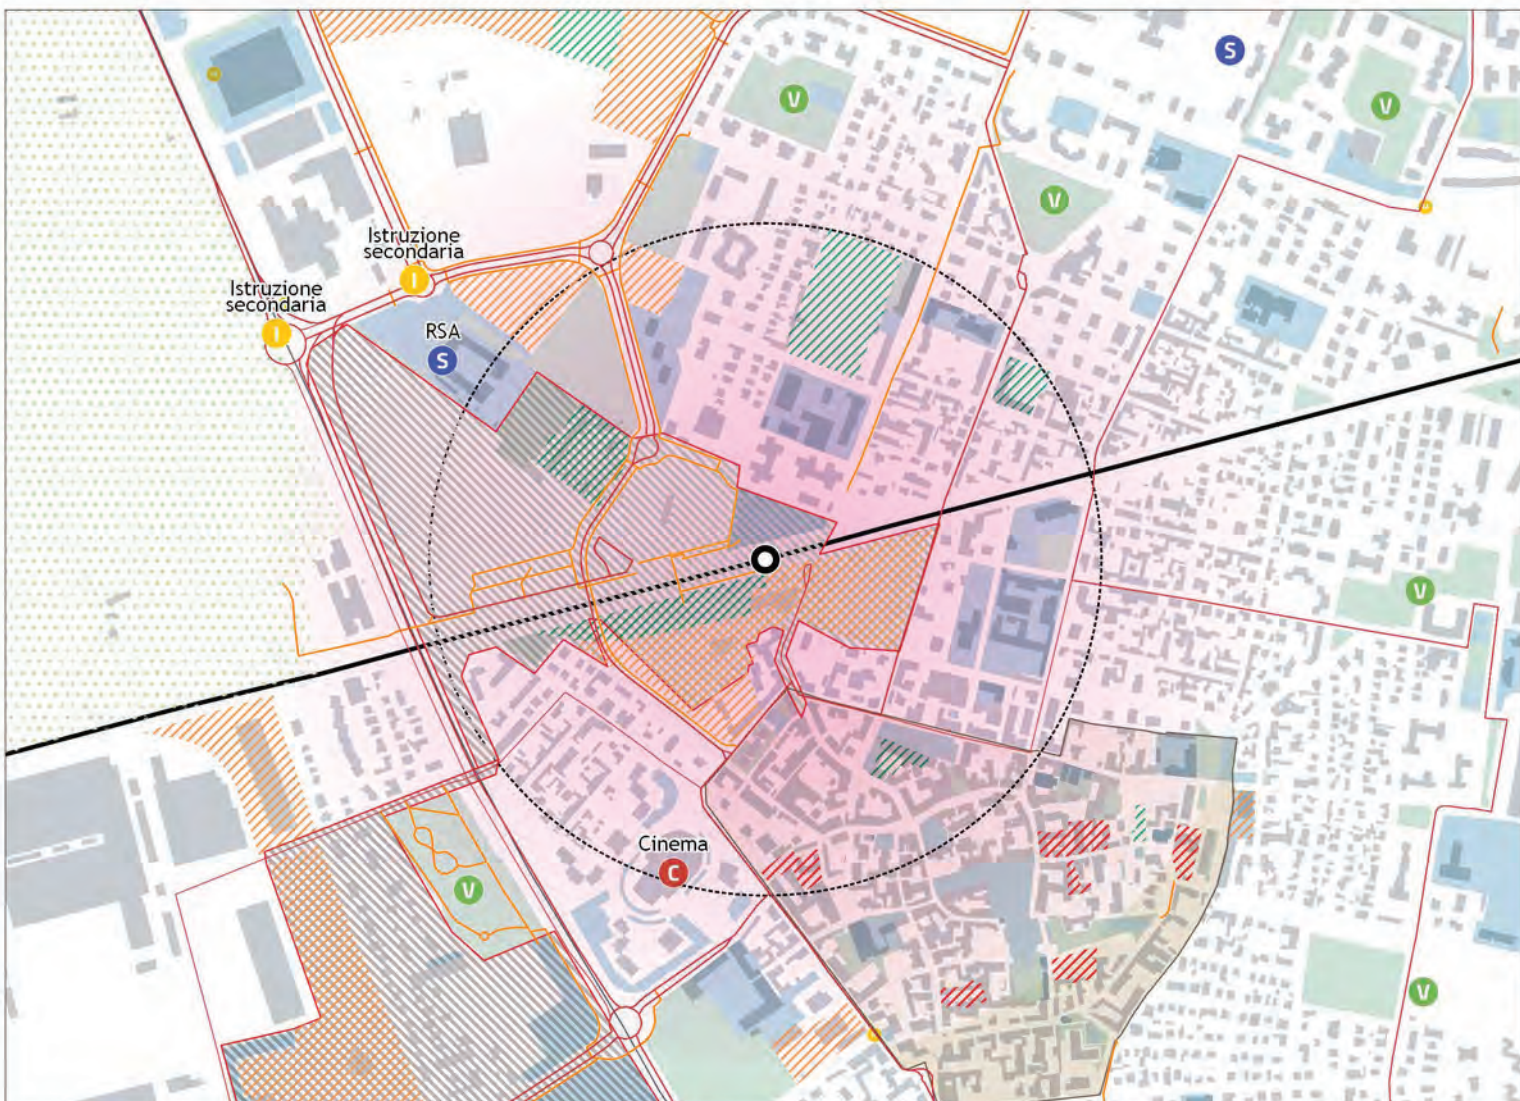 S
V
V
V
Istruzione
secondaria
I
Istruzione
secondaria
I
RSA
S
V
Cinema
C
V
V